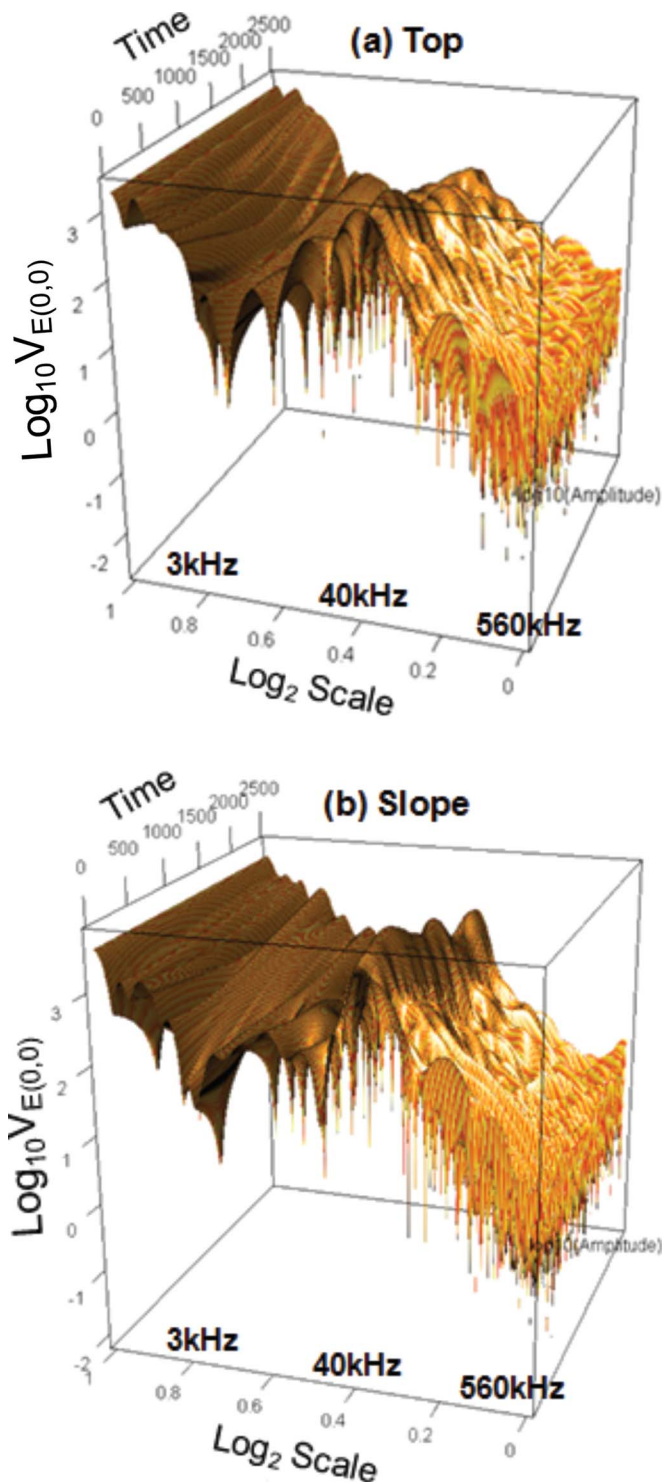 (a) Top
Time
0 500 1000 1500 2000 2500
Log₁₀V_E(0,0)
3
2
1
0
-1
-2
log10(Amplitude)
3kHz 40kHz 560kHz
1 0.8 0.6 0.4 0.2 0
Log₂ Scale
(b) Slope
Time
0 500 1000 1500 2000 2500
Log₁₀V_E(0,0)
3
2
1
0
-1
-2
log10(Amplitude)
3kHz 40kHz 560kHz
1 0.8 0.6 0.4 0.2 0
Log₂ Scale